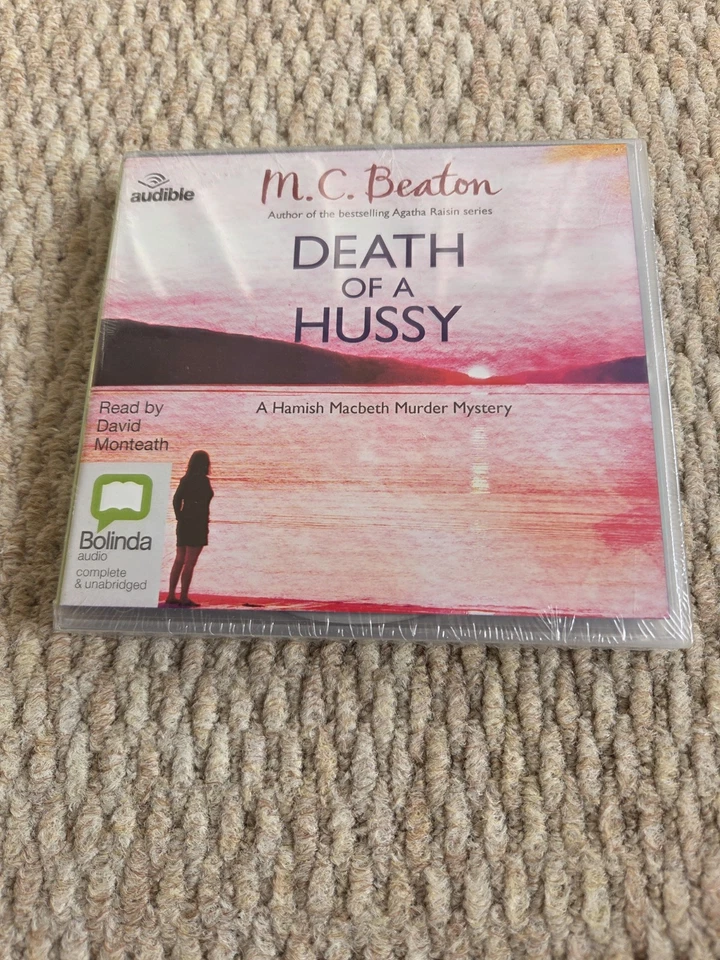 audible
M.C. Beaton
Author of the bestselling Agatha Raisin series
DEATH
OF A
HUSSY
A Hamish Macbeth Murder Mystery
Read by
David
Monteath
Bolinda
audio
complete
& unabridged